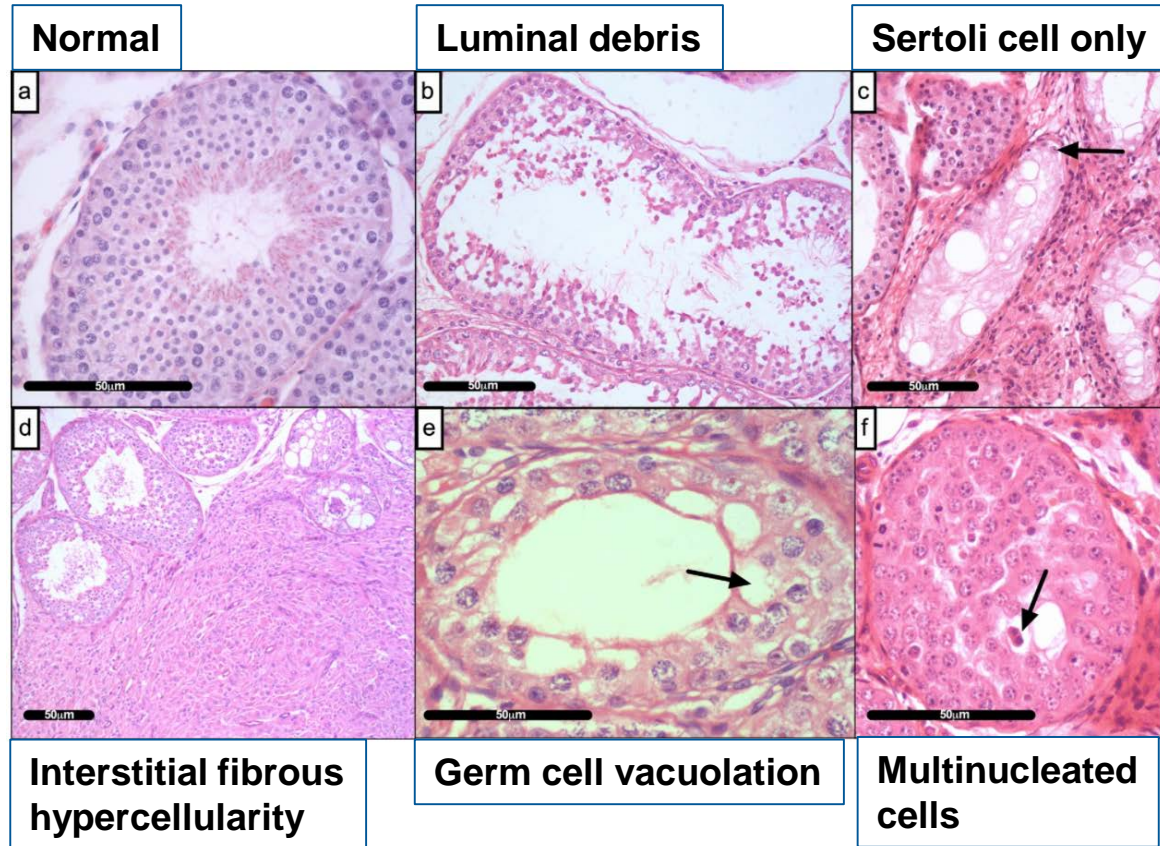 Normal
Luminal debris
Sertoli cell only
a
b
c
50μm
50μm
50μm
d
e
f
50μm
50μm
50μm
Interstitial fibrous
hypercellularity
Germ cell vacuolation
Multinucleated
cells